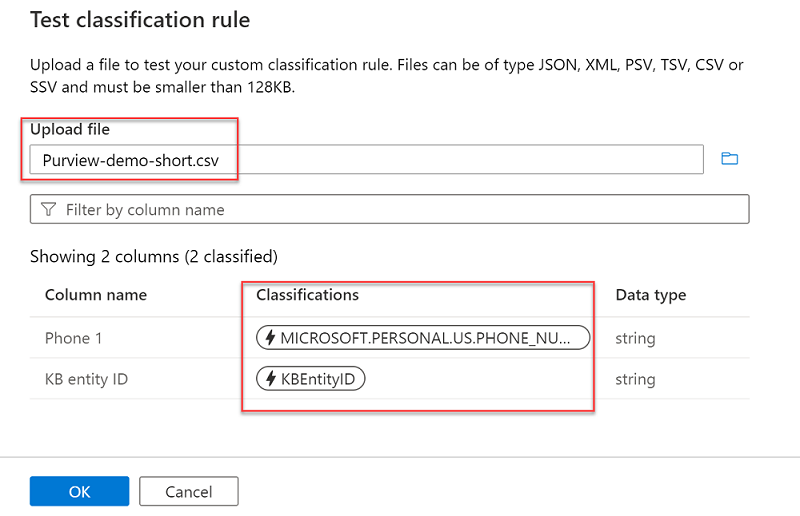 Test classification rule
Upload a file to test your custom classification rule. Files can be of type JSON, XML, PSV, TSV, CSV or
SSV and must be smaller than 128KB.
Upload file
Purview-demo-short.csv
Filter by column name
Showing 2 columns (2 classified)
Column name Classifications Data type
Phone 1 MICROSOFT.PERSONAL.US.PHONE_NU... string
KB entity ID KBEntityID string
OK Cancel